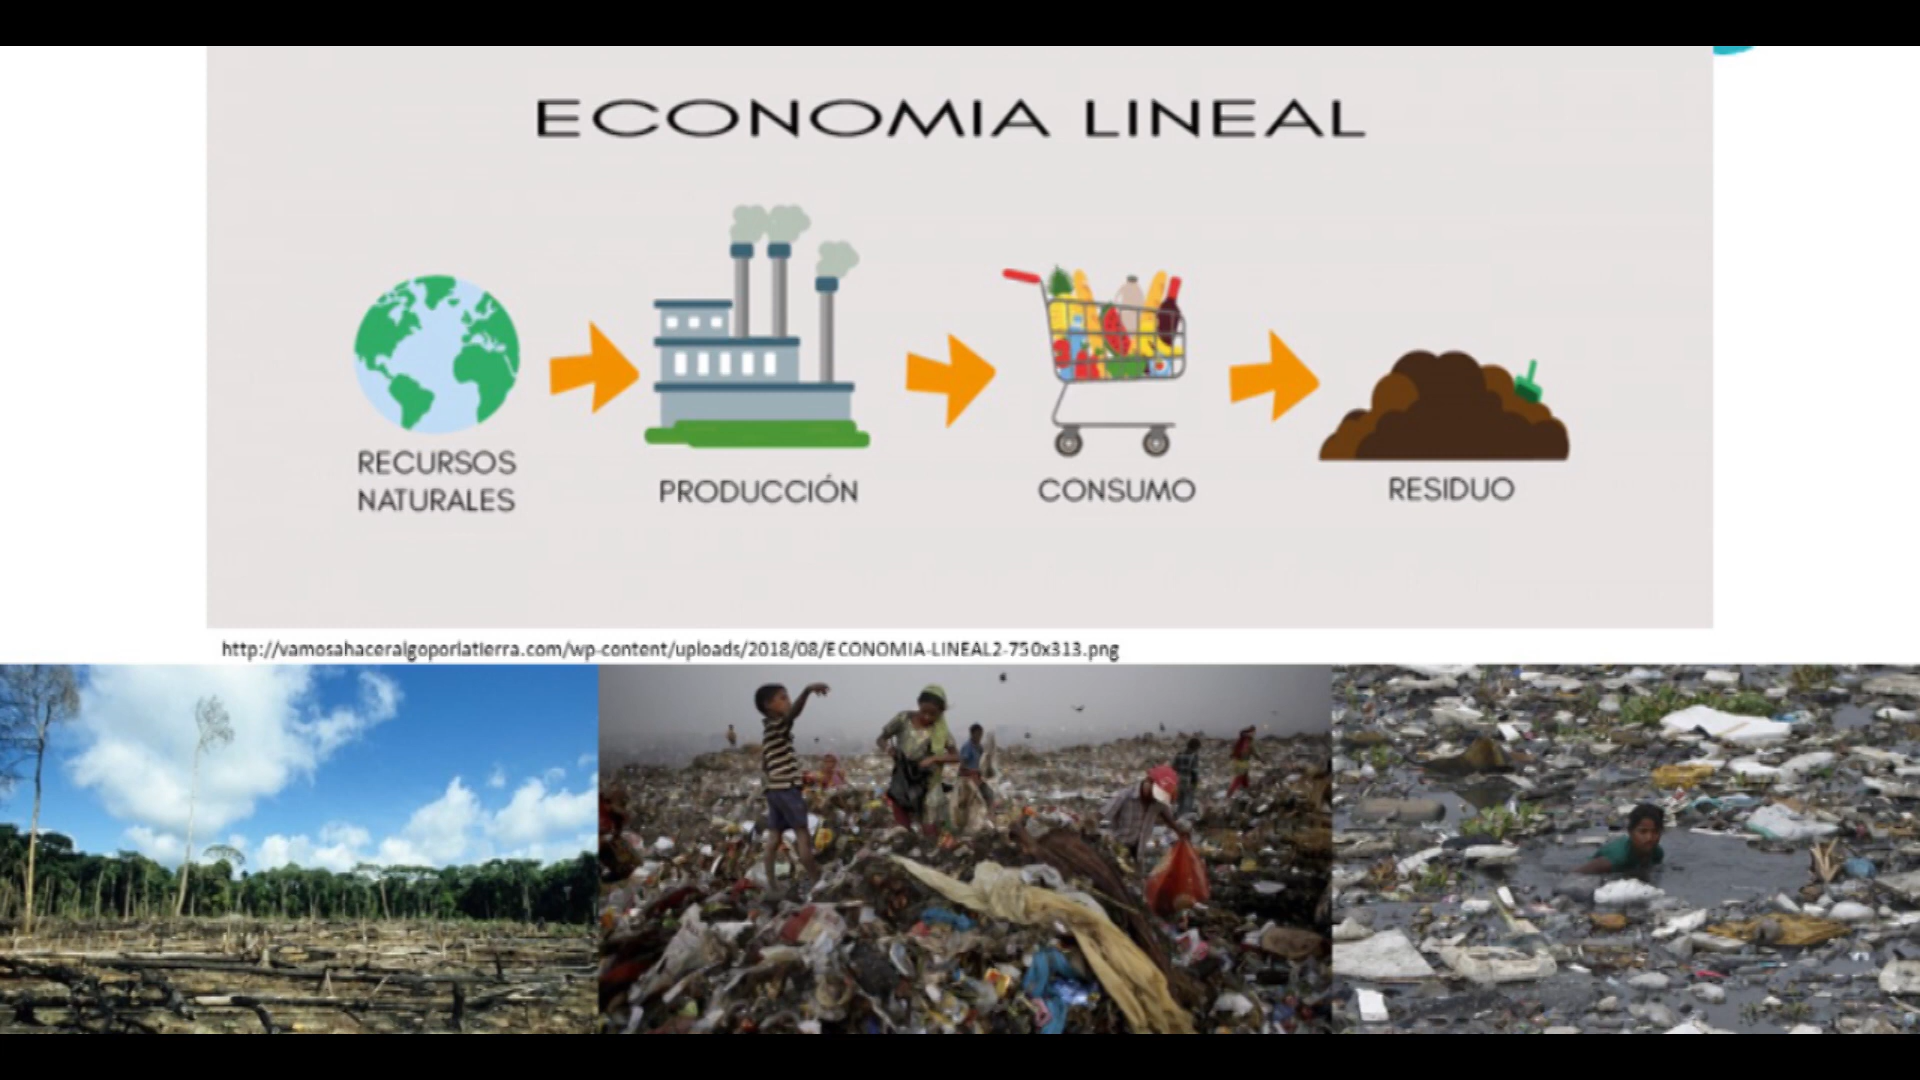 ECONOMIA LINEAL
RECURSOS
NATURALES
PRODUCCIÓN
CONSUMO
RESIDUO
http://vamosahaceralgoporlatierra.com/wp-content/uploads/2018/08/ECONOMIA-LINEAL2-750x313.png